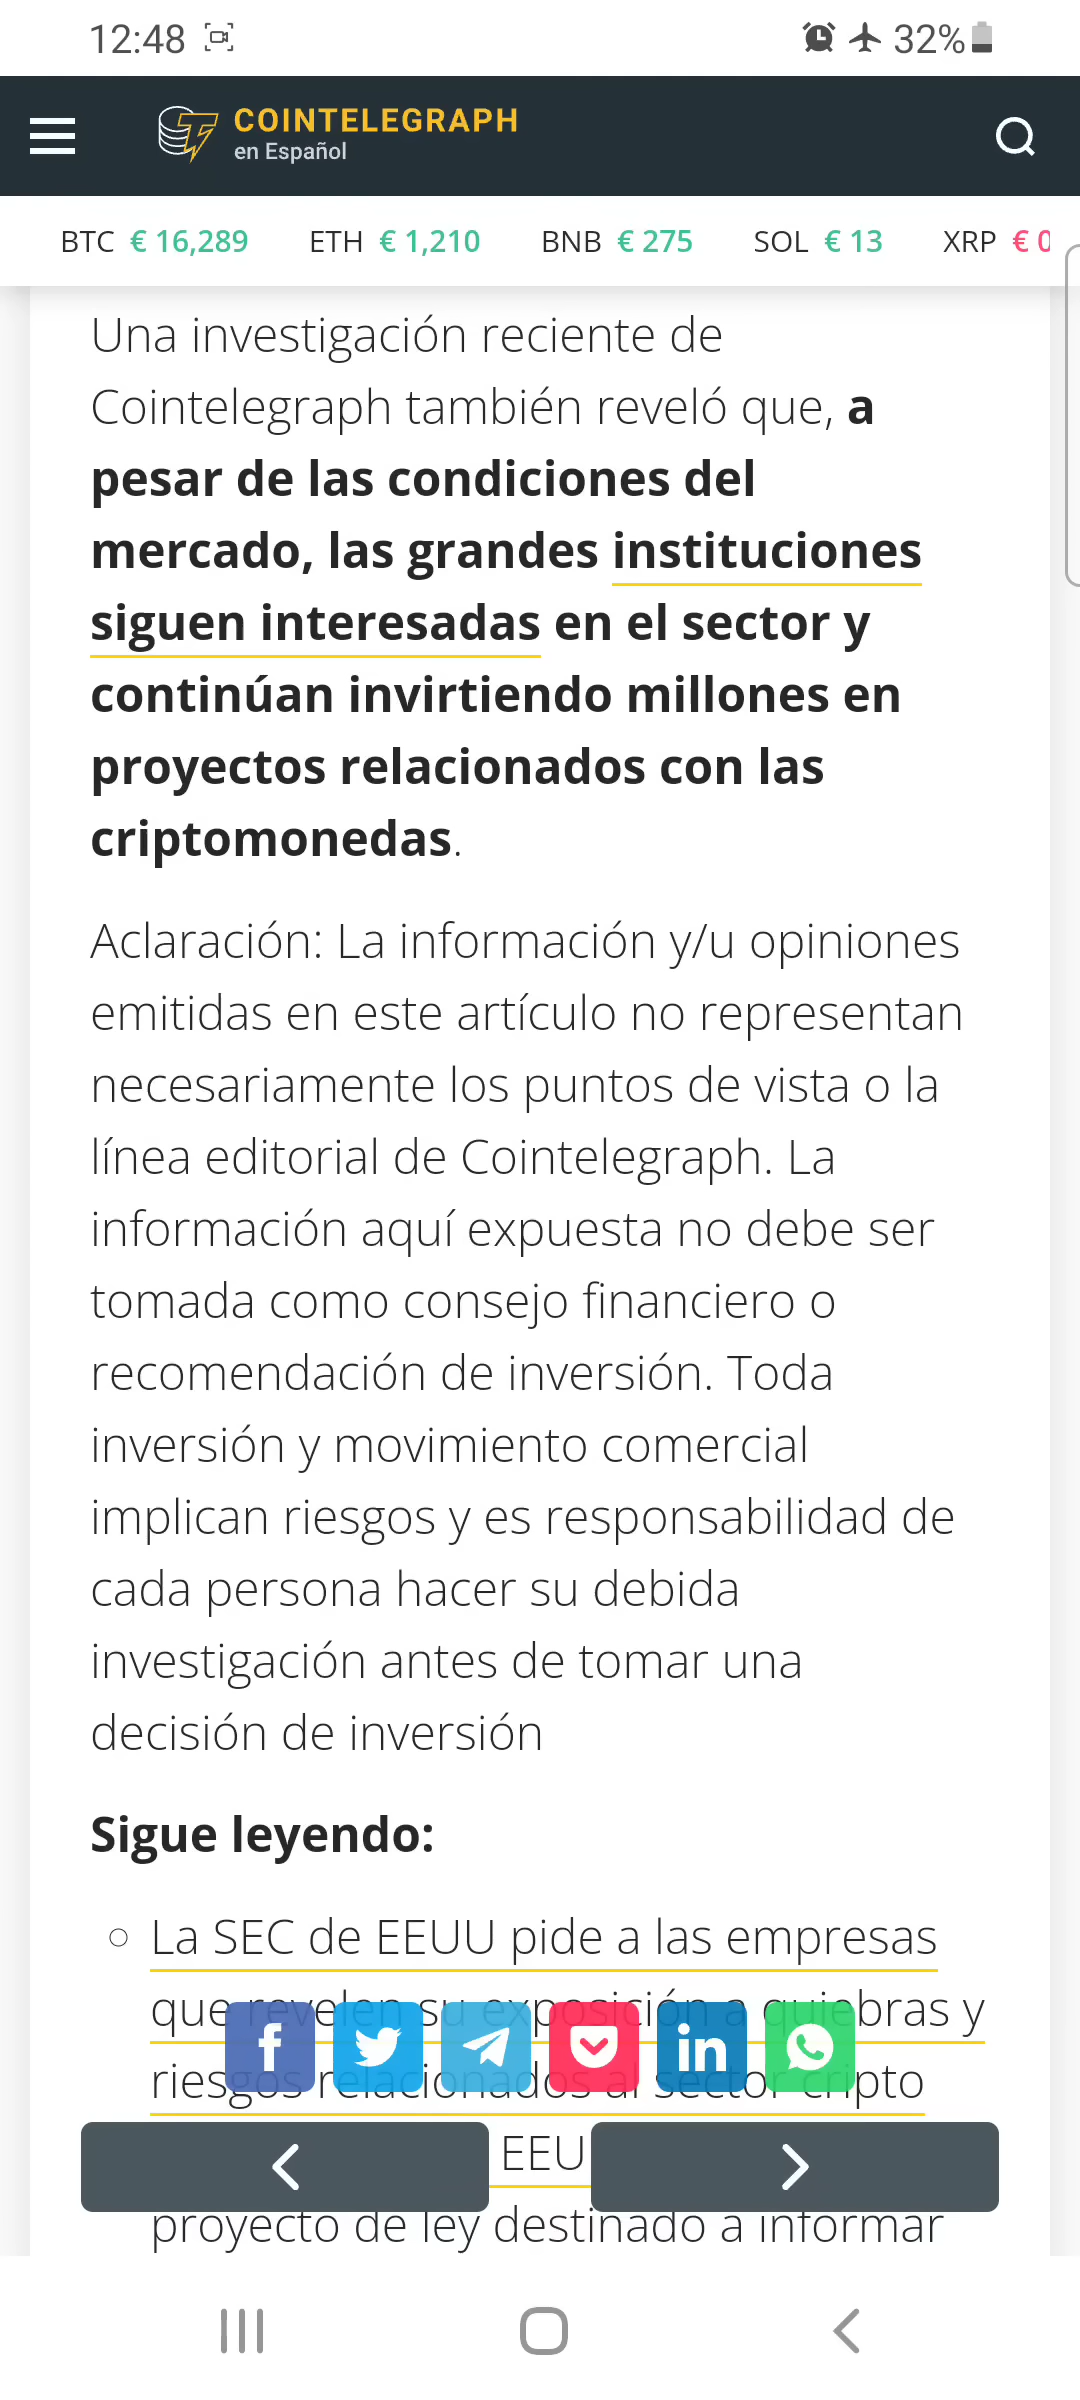 12:48
32%
COINTELEGRAPH
en Español
BTC € 16,289 ETH € 1,210 BNB € 275 SOL € 13 XRP € 0
Una investigación reciente de
Cointelegraph también reveló que, a
pesar de las condiciones del
mercado, las grandes instituciones
siguen interesadas en el sector y
continúan invirtiendo millones en
proyectos relacionados con las
criptomonedas.
Aclaración: La información y/u opiniones
emitidas en este artículo no representan
necesariamente los puntos de vista o la
línea editorial de Cointelegraph. La
información aquí expuesta no debe ser
tomada como consejo financiero o
recomendación de inversión. Toda
inversión y movimiento comercial
implican riesgos y es responsabilidad de
cada persona hacer su debida
investigación antes de tomar una
decisión de inversión
Sigue leyendo:
La SEC de EEUU pide a las empresas
que revelen su exposición a quiebras y
riesgos relacionados al sector cripto
EEU
proyecto de ley destinado a informar